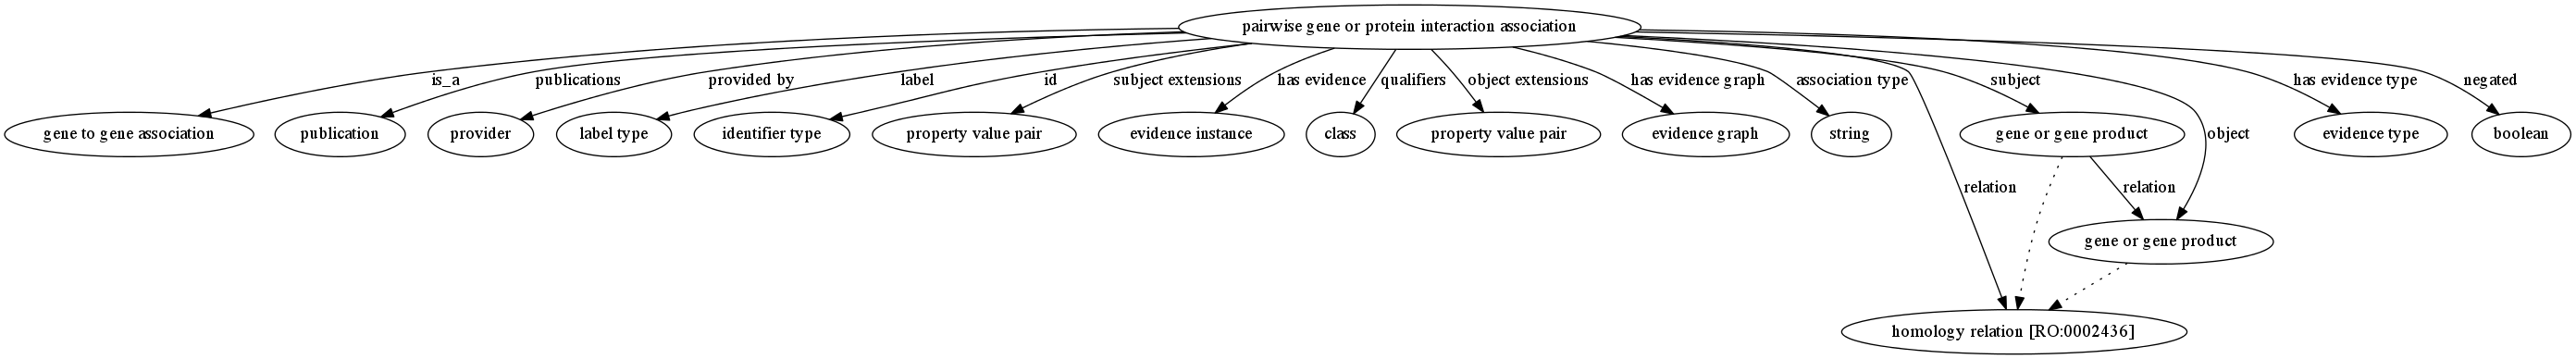 pairwise gene or protein interaction association
is_a
publications
provided by
label
id
subject extensions
has evidence
qualifiers
object extensions
has evidence graph
association type
subject
has evidence type
negated
gene to gene association
publication
provider
label type
identifier type
property value pair
evidence instance
class
property value pair
evidence graph
string
gene or gene product
object
evidence type
boolean
relation
relation
gene or gene product
homology relation [RO:0002436]